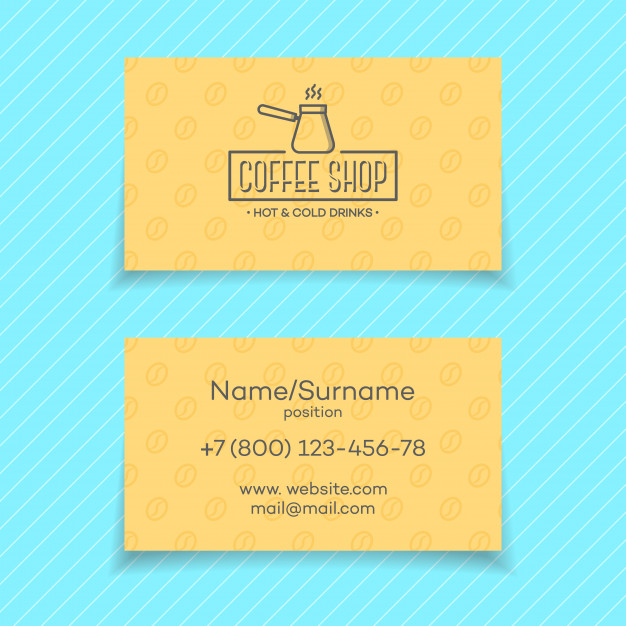 COFFEE SHOP
• HOT & COLD DRINKS •
Name/Surname
position
+7 (800) 123-456-78
www. website.com
mail@mail.com